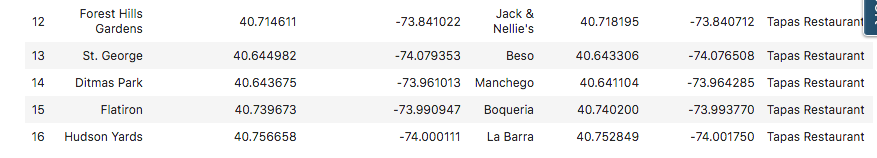 12 Forest Hills Gardens 40.714611 -73.841022 Jack & Nellie's 40.718195 -73.840712 Tapas Restaurant
13 St. George 40.644982 -74.079353 Beso 40.643306 -74.076508 Tapas Restaurant
14 Ditmas Park 40.643675 -73.961013 Manchego 40.641104 -73.964285 Tapas Restaurant
15 Flatiron 40.739673 -73.990947 Boqueria 40.740200 -73.993770 Tapas Restaurant
16 Hudson Yards 40.756658 -74.000111 La Barra 40.752849 -74.001750 Tapas Restaurant